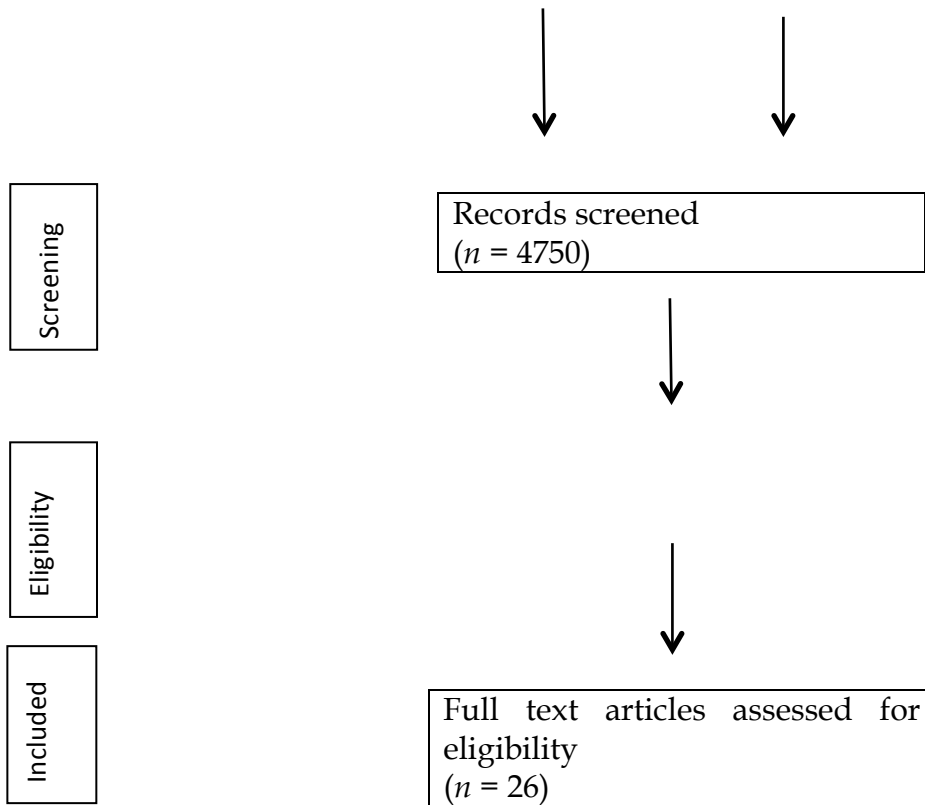 Screening
Records screened
(n = 4750)
Eligibility
Included
Full text articles assessed for
eligibility
(n = 26)